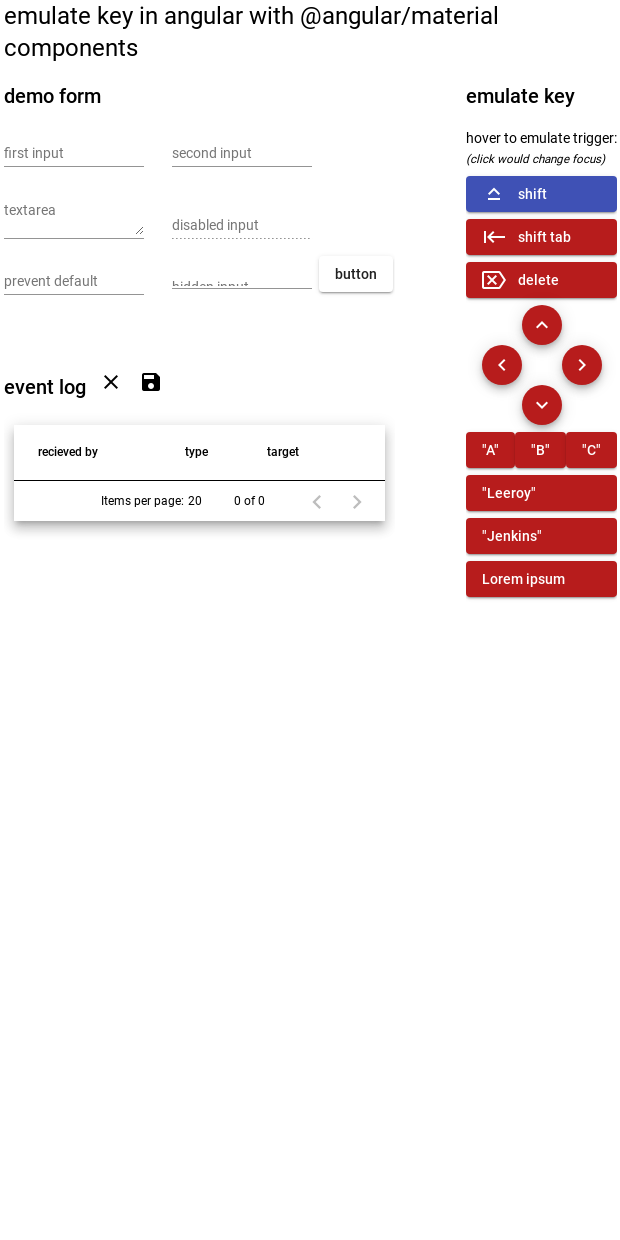 emulate key in angular with @angular/material
components
demo form
first input
second input
textarea
disabled input
prevent default
hidden input
button
event log
recieved by
type
target
Items per page:
20
0 of 0
emulate key
hover to emulate trigger:
(click would change focus)
shift
shift tab
delete
"A"
"B"
"C"
"Leeroy"
"Jenkins"
Lorem ipsum